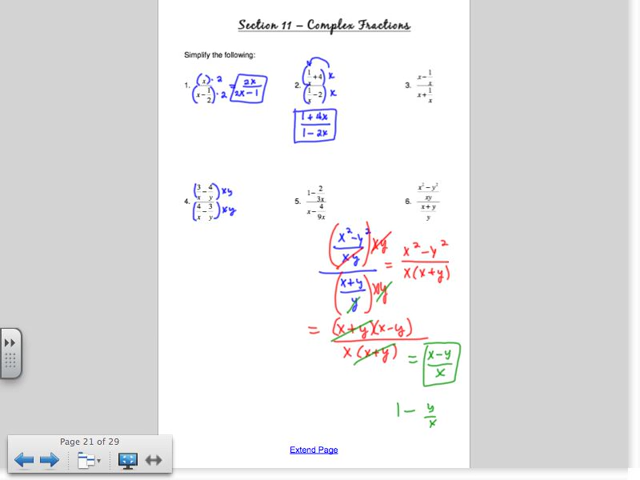 Section 11 – Complex Fractions
Simplify the following:
1. (x) · 2 / (x - 1/2) · 2 = 2x / 2x - 1
2. (1/x + 4) x / (1/x - 2) x
1 + 4x / 1 - 2x
3. x - 1/x / x + 1/x
4. (3/x - 4/y) xy / (4/x - 3/y) xy
5. 1 - 2/3x / x - 4/9x
6. x² - y² / xy / x + y / y
(x² - y² / xy) xy / (x + y / y) xy = x² - y² / x(x + y)
= (x + y)(x - y) / x(x + y) = x - y / x
1 - y/x
Extend Page
Page 21 of 29